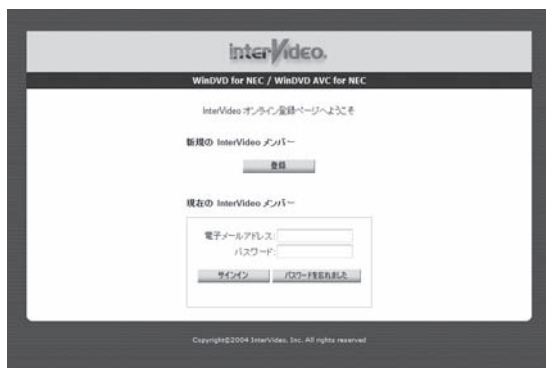 InterVideo.
WinDVD for NEC / WinDVD AVC for NEC
InterVideo オンライン登録ページへようこそ
新規の InterVideo メンバー
登録
現在の InterVideo メンバー
電子メールアドレス:
パスワード:
サインイン パスワードを忘れました
Copyright©2004 InterVideo, Inc. All rights reserved